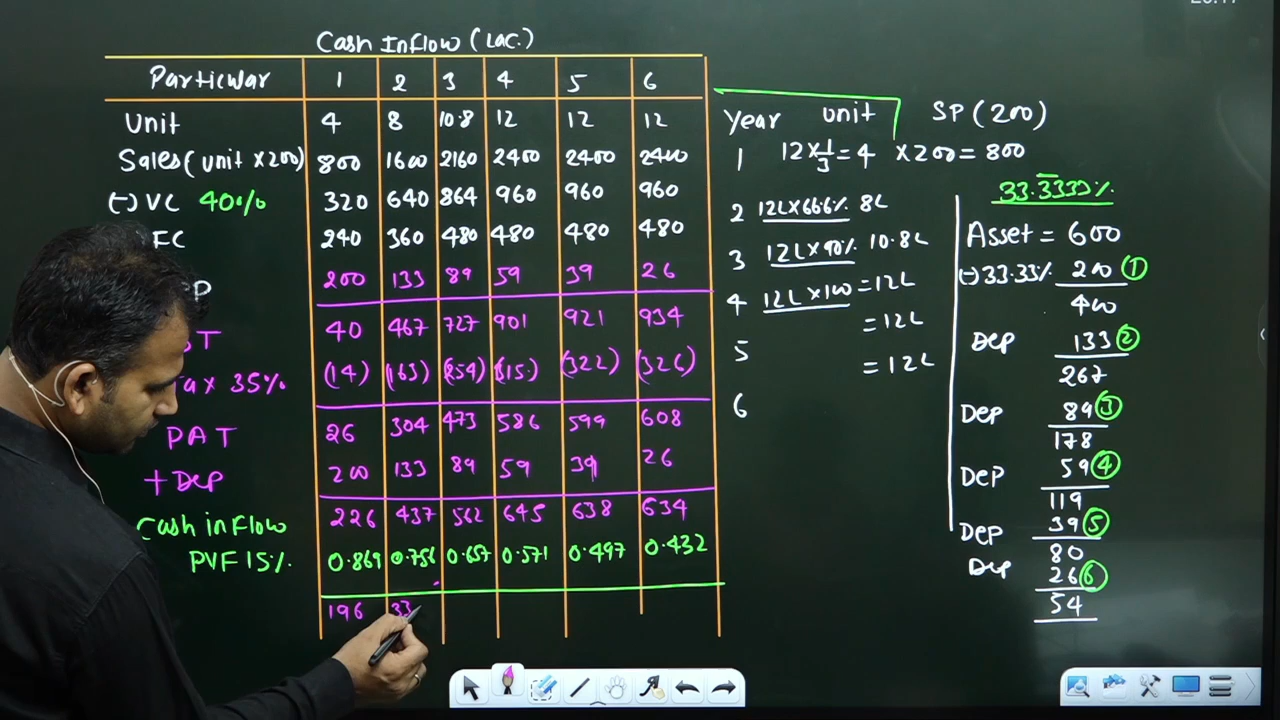 Cash Inflow (Lac.)
Particular 1 2 3 4 5 6
Unit 4 8 10.8 12 12 12
Sales (unit x200) 800 1600 2160 2400 2400 2400
(-) VC 40% 320 640 864 960 960 960
FC 240 360 480 480 480 480
P 200 133 89 59 39 26
T 40 467 727 901 921 934
ax 35% (14) (163) (254) (315) (322) (326)
PAT 26 304 473 586 599 608
+ Dep 200 133 89 59 39 26
Cash inflow 226 437 562 645 638 634
PVF 15% 0.869 0.756 0.657 0.571 0.497 0.432
196 33
Year unit SP (200)
1 12 x 1/3 = 4 x 200 = 800
2 12L x 66.6% 8L
3 12L x 90% 10.8L
4 12L x 100 = 12L
5 = 12L
6 = 12L
33.3333%
Asset = 600
(-) 33.33% 200 ①
400
Dep 133 ②
267
Dep 89 ③
178
Dep 59 ④
119
Dep 39 ⑤
80
Dep 26 ⑥
54